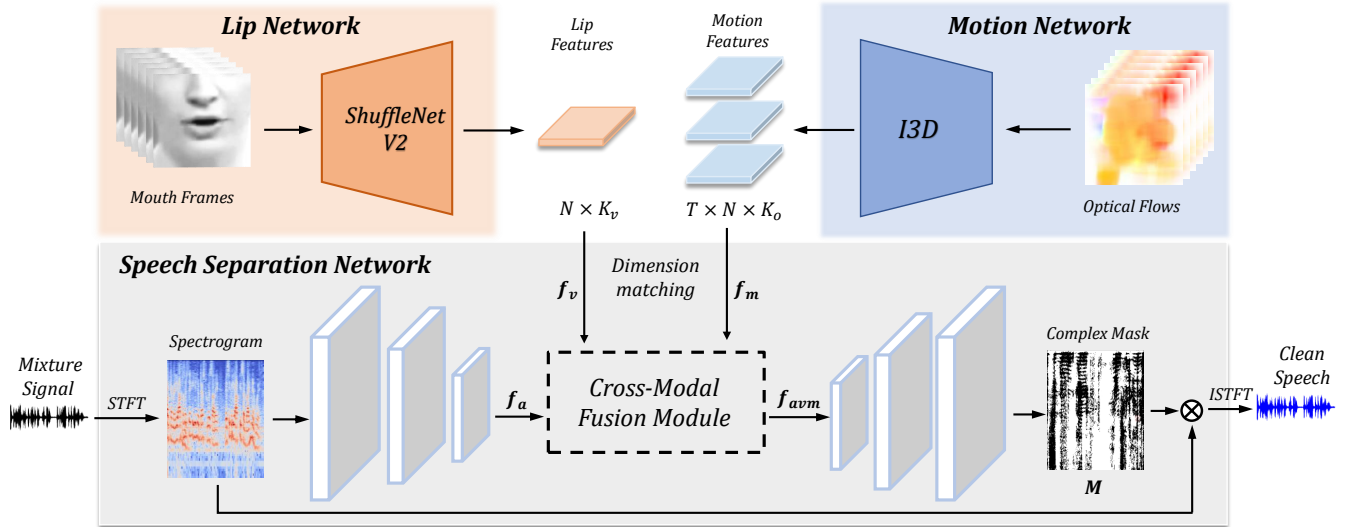 Lip Network
Lip
Features
Motion
Features
Motion Network
ShuffleNet
V2
I3D
Mouth Frames
N × K_v
T × N × K_o
Optical Flows
Speech Separation Network
Dimension
matching
f_v
f_m
Mixture
Signal
STFT
Spectrogram
f_a
Cross-Modal
Fusion Module
f_avm
Complex Mask
M
ISTFT
Clean
Speech